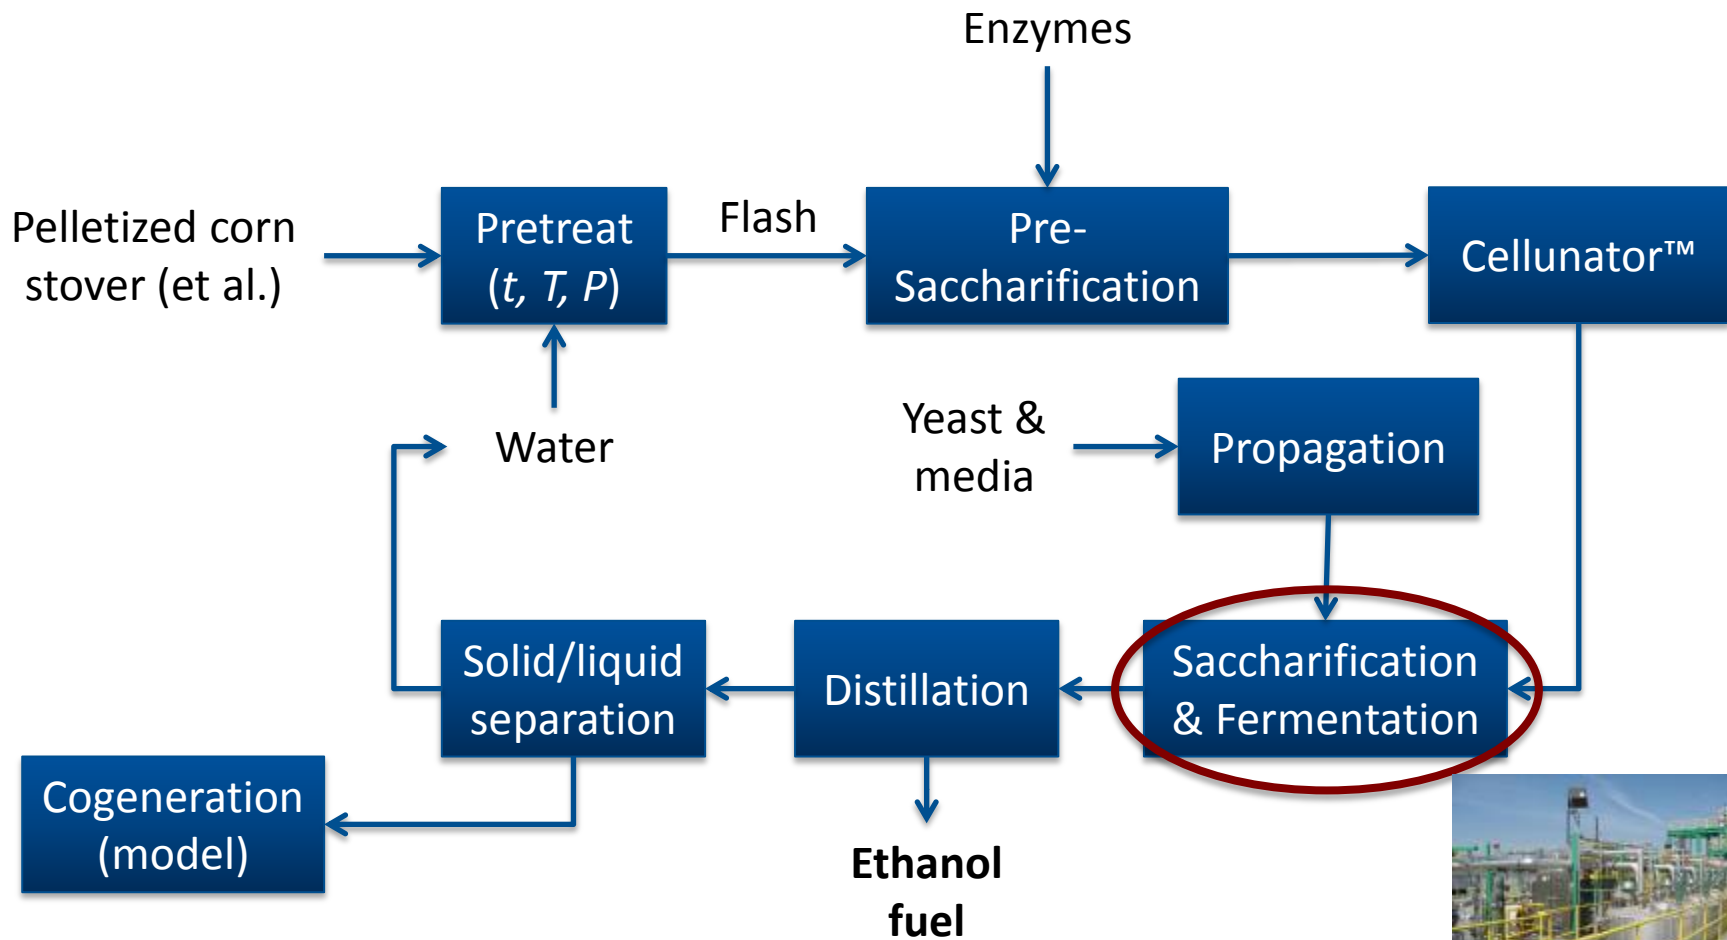 Enzymes
Pelletized corn
stover (et al.)
Pretreat
(t, T, P)
Flash
Pre-
Saccharification
Cellunator™
Water
Yeast &
media
Propagation
Solid/liquid
separation
Distillation
Saccharification
& Fermentation
Cogeneration
(model)
Ethanol
fuel